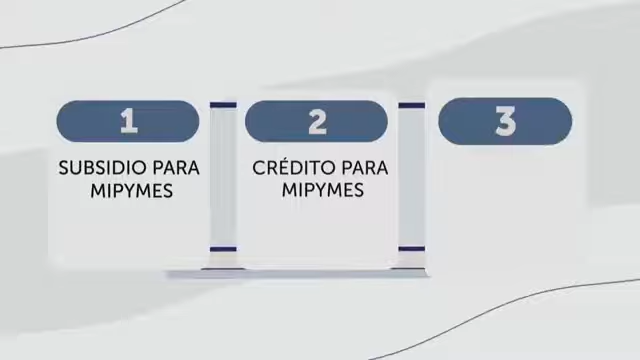 1
SUBSIDIO PARA
MIPYMES
2
CRÉDITO PARA
MIPYMES
3